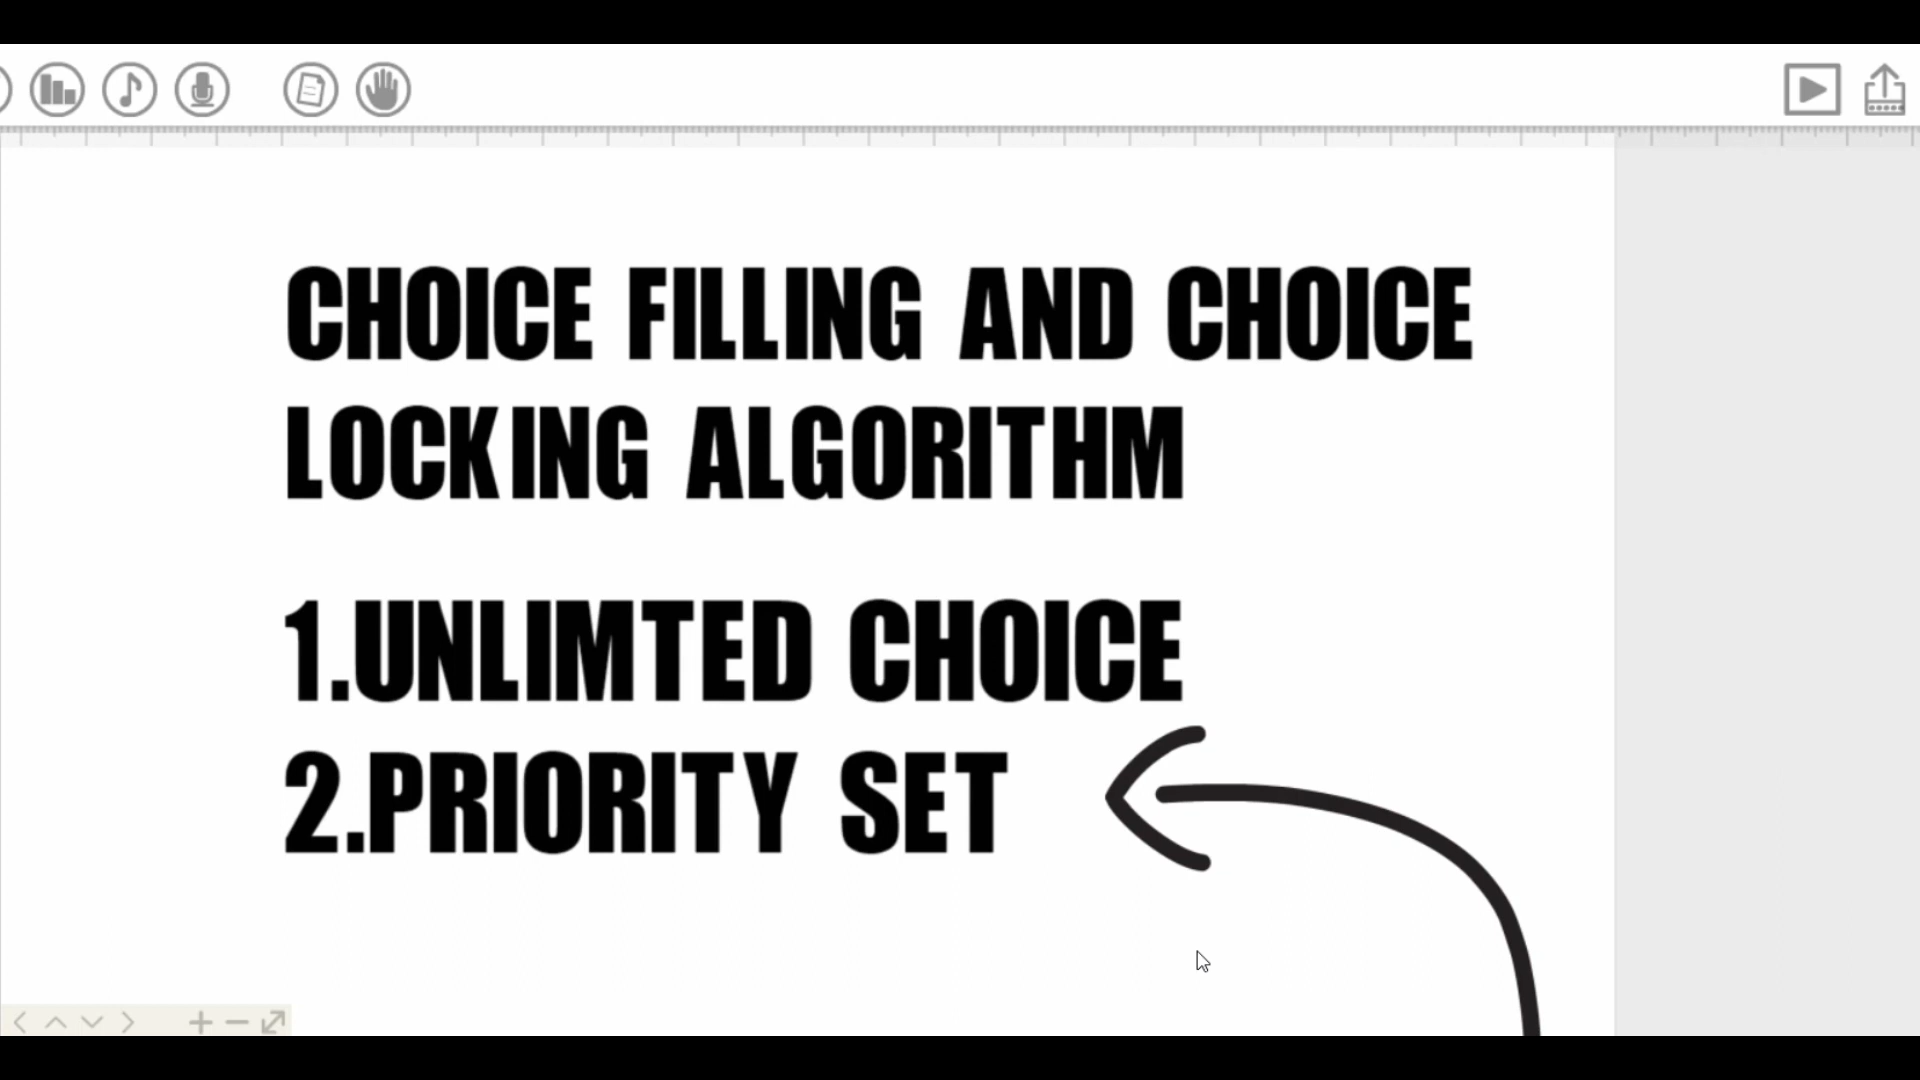 CHOICE FILLING AND CHOICE
LOCKING ALGORITHM
1.UNLIMTED CHOICE
2.PRIORITY SET